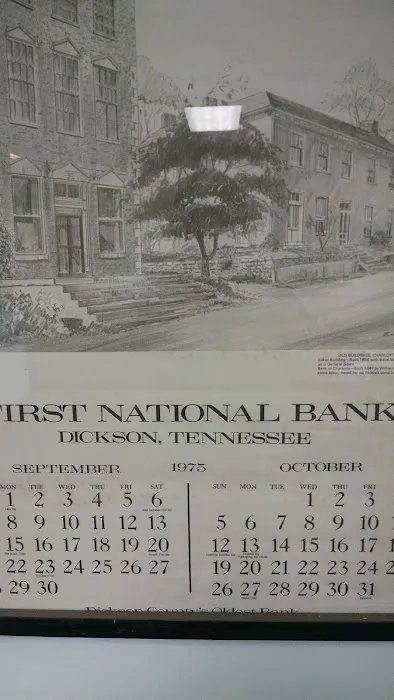 OLD BUILDINGS, CHARLOTT
FIRST NATIONAL BANK
DICKSON, TENNESSEE
SEPTEMBER 1975 OCTOBER
MON TUE WED THU FRI SAT
1 2 3 4 5 6
8 9 10 11 12 13
15 16 17 18 19 20
22 23 24 25 26 27
29 30
SUN MON TUE WED THU FRI
1 2 3
5 6 7 8 9 10
12 13 14 15 16 17
19 20 21 22 23 24
26 27 28 29 30 31
Dickson County's Oldest Bank